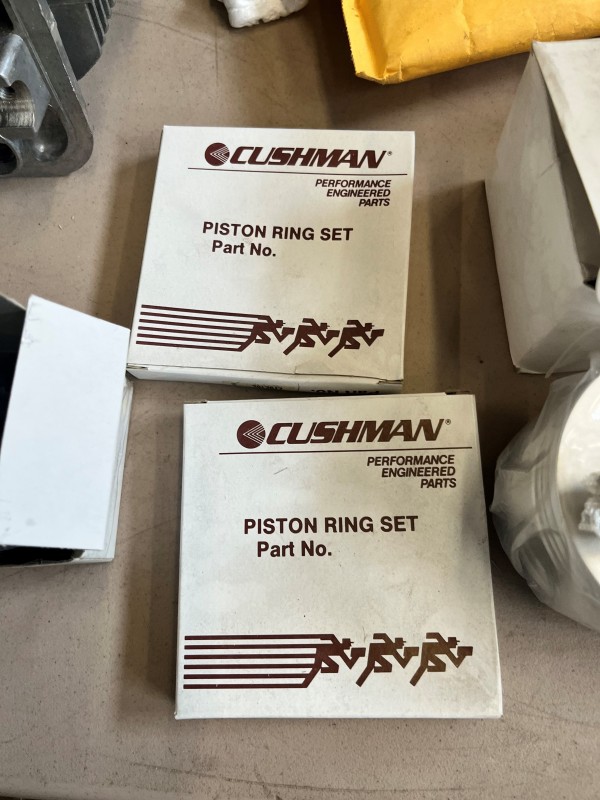 CUSHMAN®
PERFORMANCE
ENGINEERED
PARTS
PISTON RING SET
Part No.
CUSHMAN®
PERFORMANCE
ENGINEERED
PARTS
PISTON RING SET
Part No.